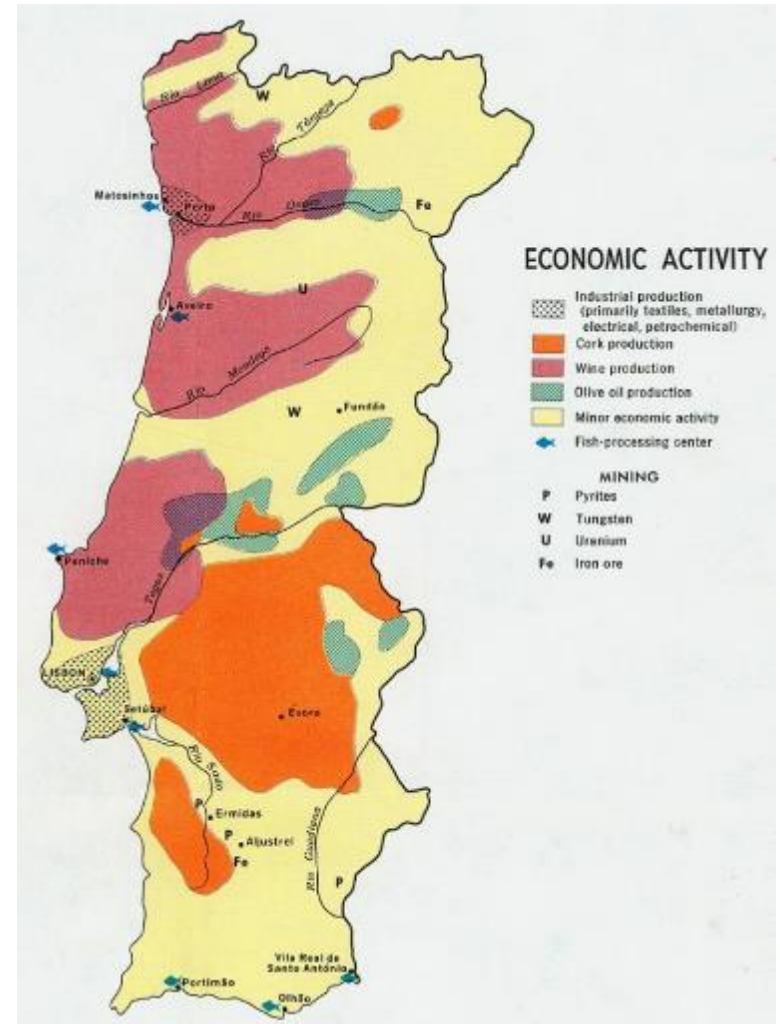 Rio Lima
W
Rio Tâmega
Matosinhos
Porto
Rio Douro
Fe
U
Aveiro
Rio Mondego
W
Fundão
Peniche
Tagus
LISBON
Setúbal
Évora
Rio Sado
P
Ermidas
P
Aljustrel
Fe
Rio Guadiana
P
Vila Real de
Santo António
Portimão
Olhão
ECONOMIC ACTIVITY
Industrial production
(primarily textiles, metallurgy,
electrical, petrochemical)
Cork production
Wine production
Olive oil production
Minor economic activity
Fish-processing center
MINING
P Pyrites
W Tungsten
U Uranium
Fe Iron ore